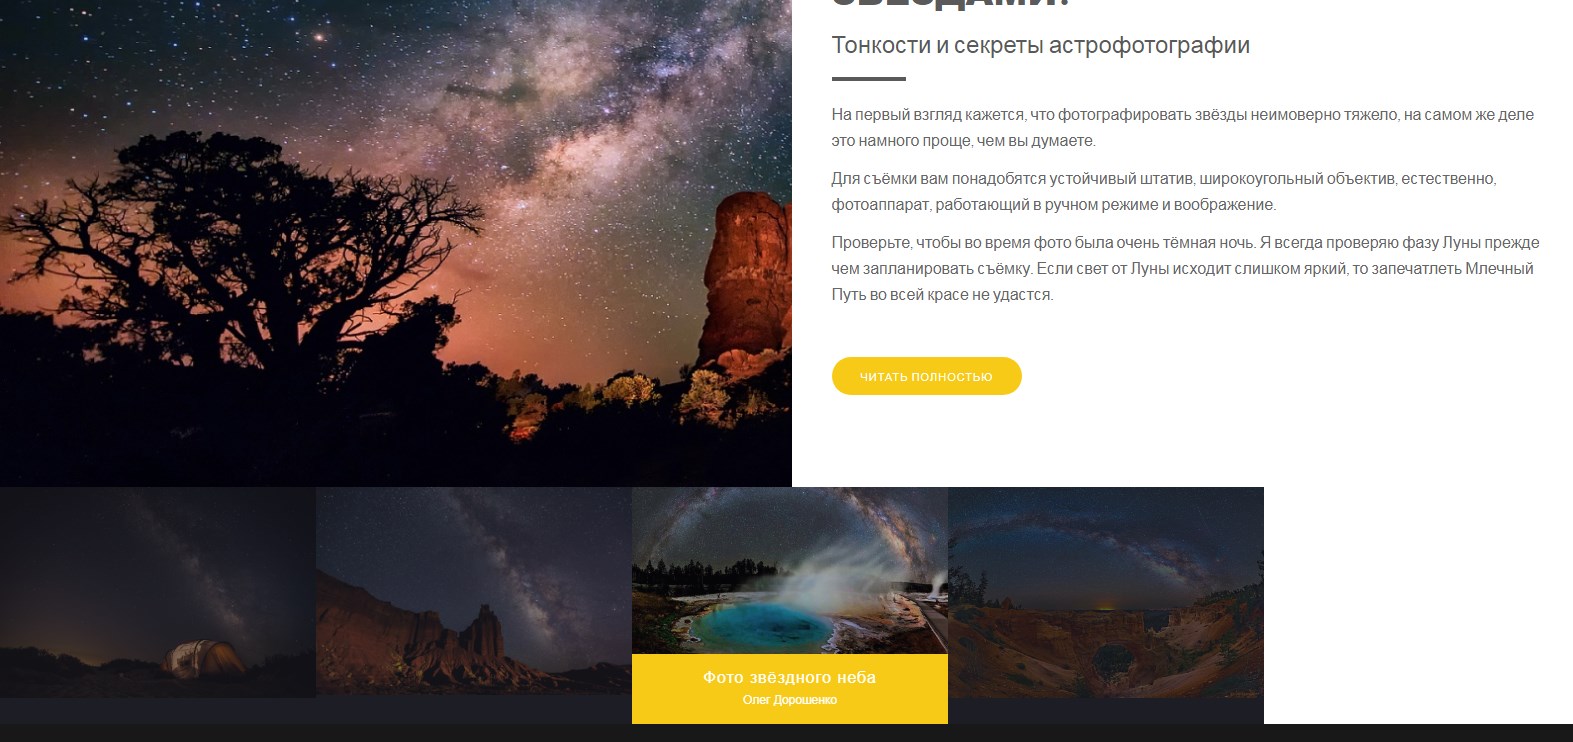 ЗВЁЗДАМИ?
Тонкости и секреты астрофотографии
На первый взгляд кажется, что фотографировать звёзды неимоверно тяжело, на самом же деле
это намного проще, чем вы думаете.
Для съёмки вам понадобятся устойчивый штатив, широкоугольный объектив, естественно,
фотоаппарат, работающий в ручном режиме и воображение.
Проверьте, чтобы во время фото была очень тёмная ночь. Я всегда проверяю фазу Луны прежде
чем запланировать съёмку. Если свет от Луны исходит слишком яркий, то запечатлеть Млечный
Путь во всей красе не удастся.
ЧИТАТЬ ПОЛНОСТЬЮ
Фото звёздного неба
Олег Дорошенко